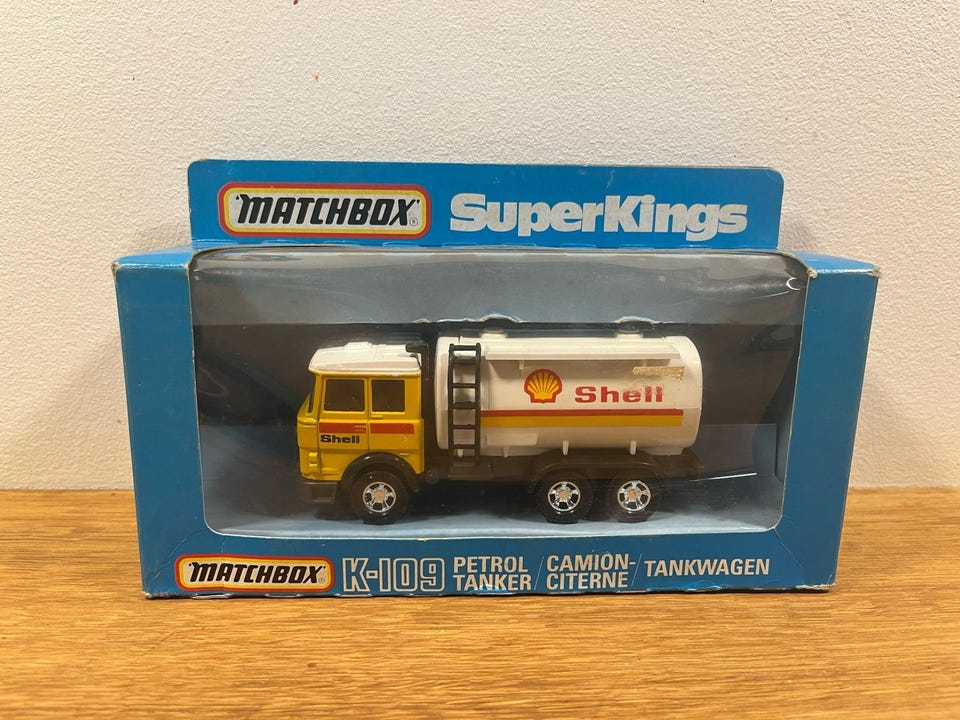 MATCHBOX® SuperKings
Shell
Shell
MATCHBOX® K-109 PETROL TANKER / CAMION-CITERNE / TANKWAGEN